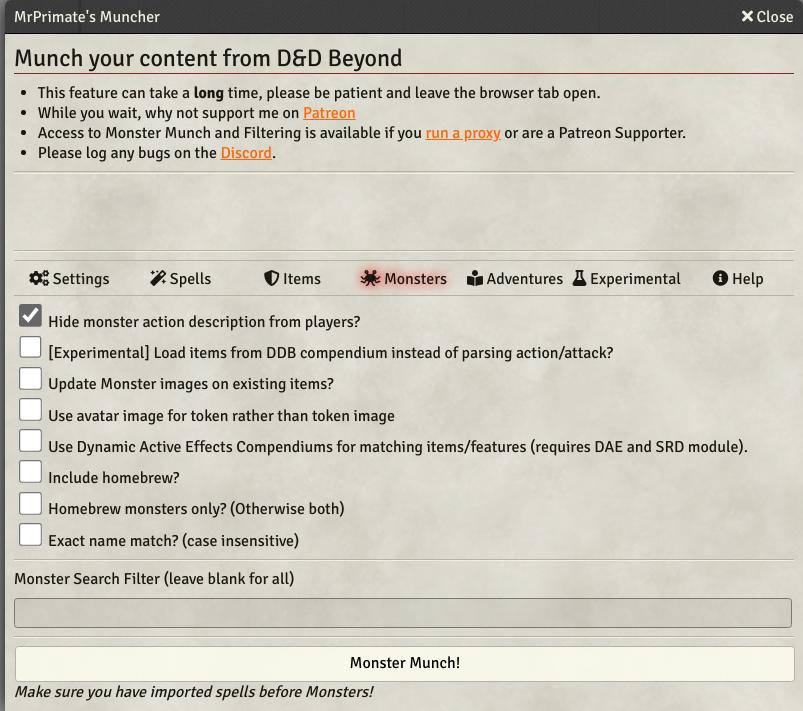 MrPrimate's Muncher
Close
Munch your content from D&D Beyond
This feature can take a long time, please be patient and leave the browser tab open.
While you wait, why not support me on Patreon
Access to Monster Munch and Filtering is available if you run a proxy or are a Patreon Supporter.
Please log any bugs on the Discord.
Settings Spells Items Monsters Adventures Experimental Help
Hide monster action description from players?
[Experimental] Load items from DDB compendium instead of parsing action/attack?
Update Monster images on existing items?
Use avatar image for token rather than token image
Use Dynamic Active Effects Compendiums for matching items/features (requires DAE and SRD module).
Include homebrew?
Homebrew monsters only? (Otherwise both)
Exact name match? (case insensitive)
Monster Search Filter (leave blank for all)
Monster Munch!
Make sure you have imported spells before Monsters!